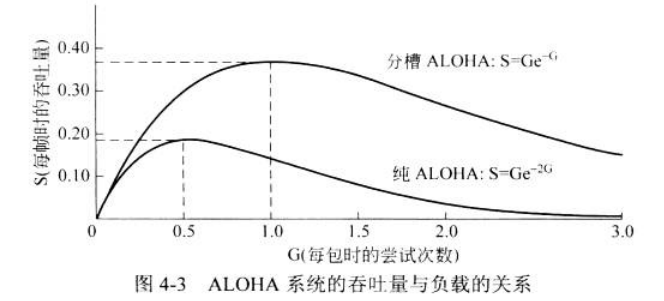 0.40
0.30
0.20
0.10
S(每帧时的吞吐量)
分槽 ALOHA: S=Ge⁻ᴳ
纯 ALOHA: S=Ge⁻²ᴳ
0 0.5 1.0 1.5 2.0 3.0
G(每包时的尝试次数)
图 4-3 ALOHA 系统的吞吐量与负载的关系